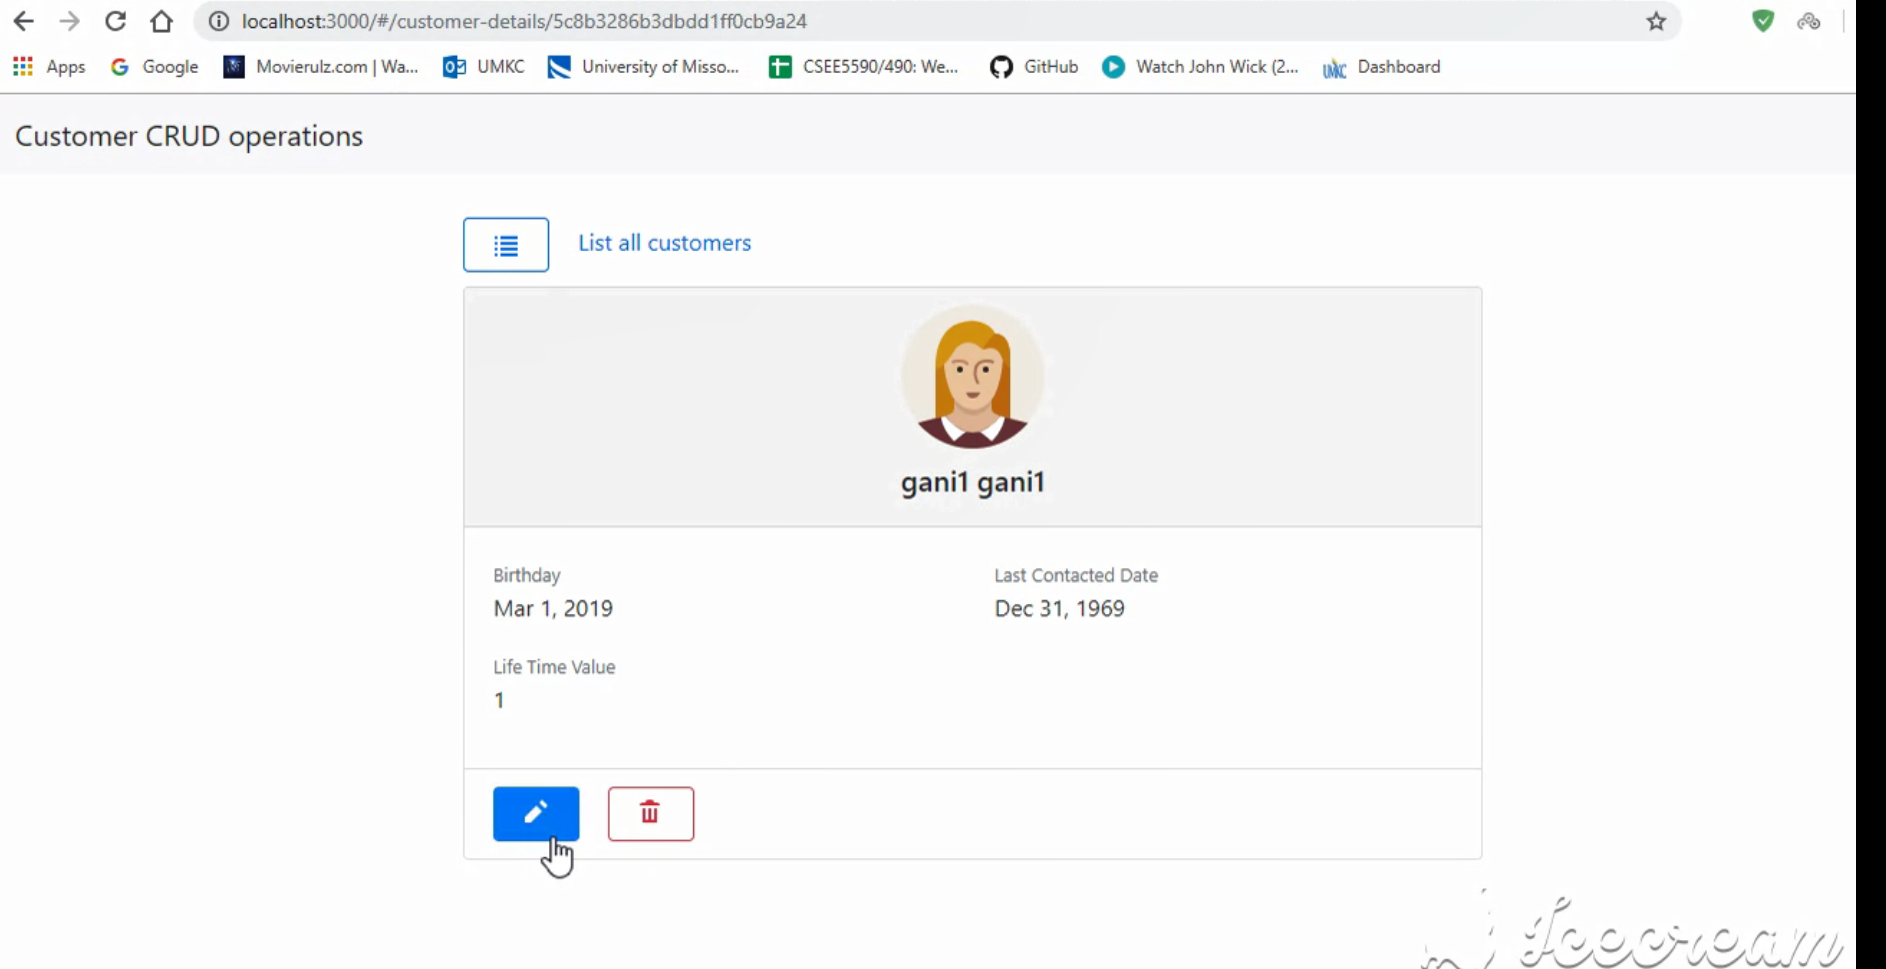 localhost:3000/#/customer-details/5c8b3286b3dbdd1ff0cb9a24
Apps Google Movierulz.com | Wa... UMKC University of Misso... CSEE5590/490: We... GitHub Watch John Wick (2... UMKC Dashboard
Customer CRUD operations
List all customers
gani1 gani1
Birthday Last Contacted Date
Mar 1, 2019 Dec 31, 1969
Life Time Value
1
Icecream